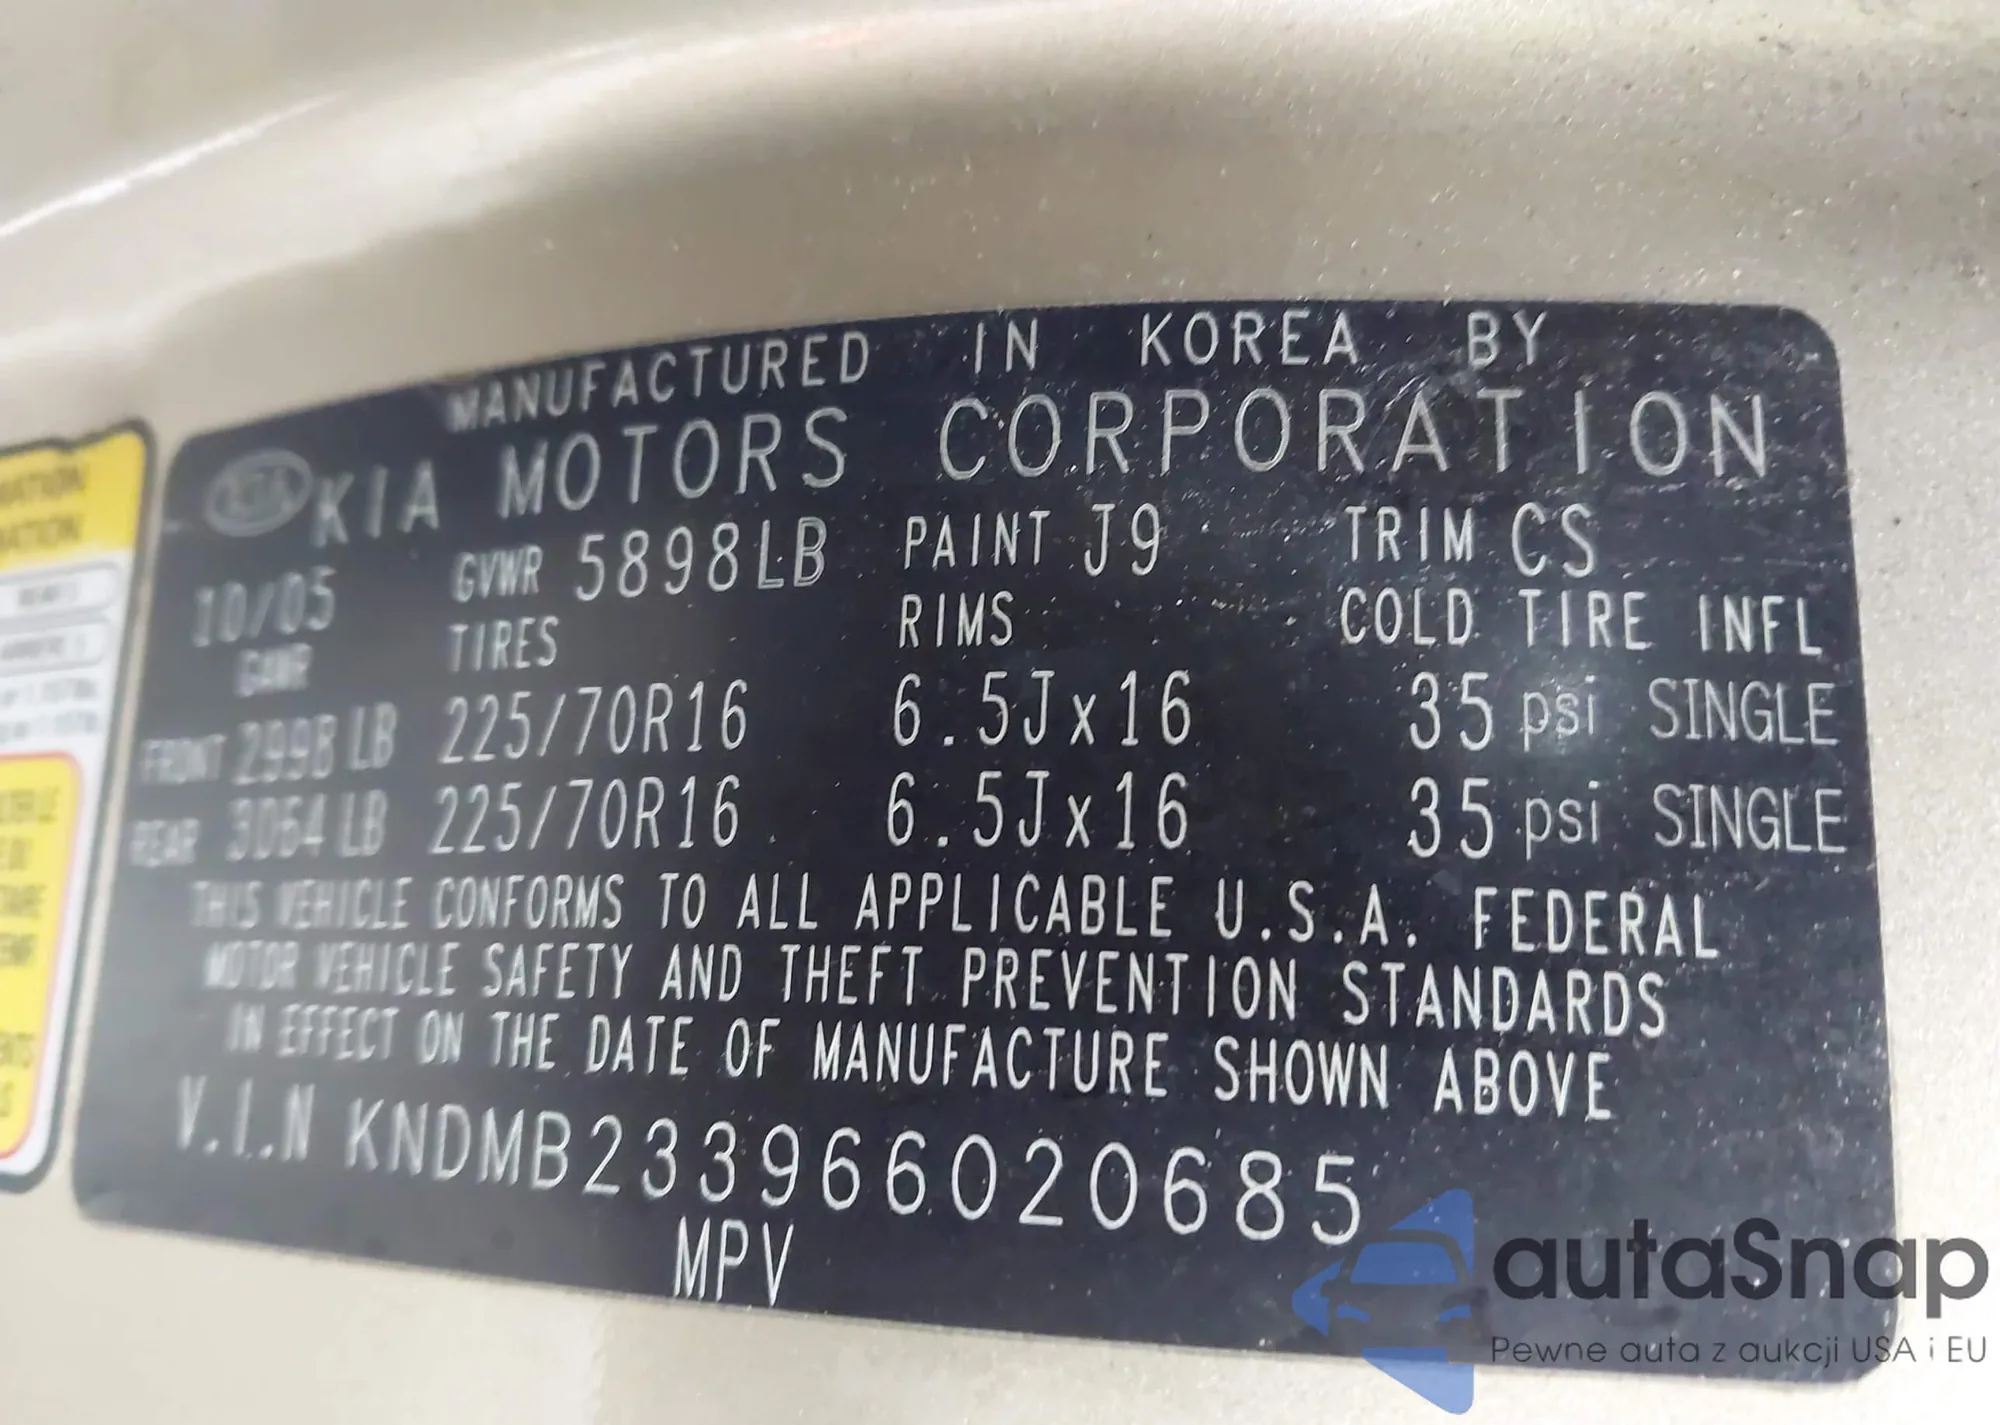 MANUFACTURED IN KOREA BY
KIA KIA MOTORS CORPORATION
10/05 GVWR 5898LB PAINT J9 TRIM CS
GAWR TIRES RIMS COLD TIRE INFL
FRONT 2998 LB 225/70R16 6.5Jx16 35 psi SINGLE
REAR 3064 LB 225/70R16 6.5Jx16 35 psi SINGLE
THIS VEHICLE CONFORMS TO ALL APPLICABLE U.S.A. FEDERAL
MOTOR VEHICLE SAFETY AND THEFT PREVENTION STANDARDS
IN EFFECT ON THE DATE OF MANUFACTURE SHOWN ABOVE
V.I.N KNDMB233966020685
MPV
autaSnap
Pewne auta z aukcji USA i EU